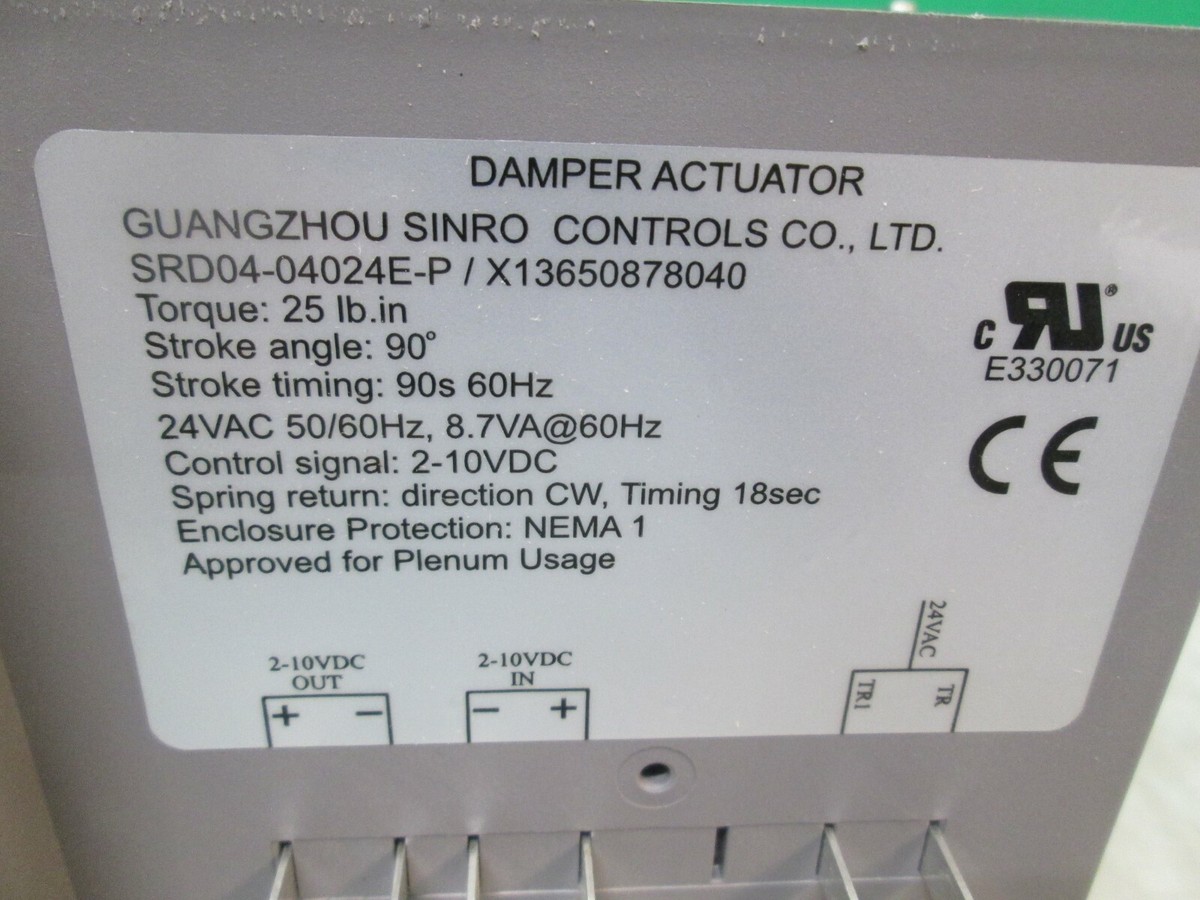 DAMPER ACTUATOR
GUANGZHOU SINRO CONTROLS CO., LTD.
SRD04-04024E-P / X13650878040
Torque: 25 lb.in
Stroke angle: 90°
Stroke timing: 90s 60Hz
24VAC 50/60Hz, 8.7VA@60Hz
Control signal: 2-10VDC
Spring return: direction CW, Timing 18sec
Enclosure Protection: NEMA 1
Approved for Plenum Usage
c RU® US
E330071
CE
2-10VDC
OUT
+ −
2-10VDC
IN
− +
24VAC
TR1 TR